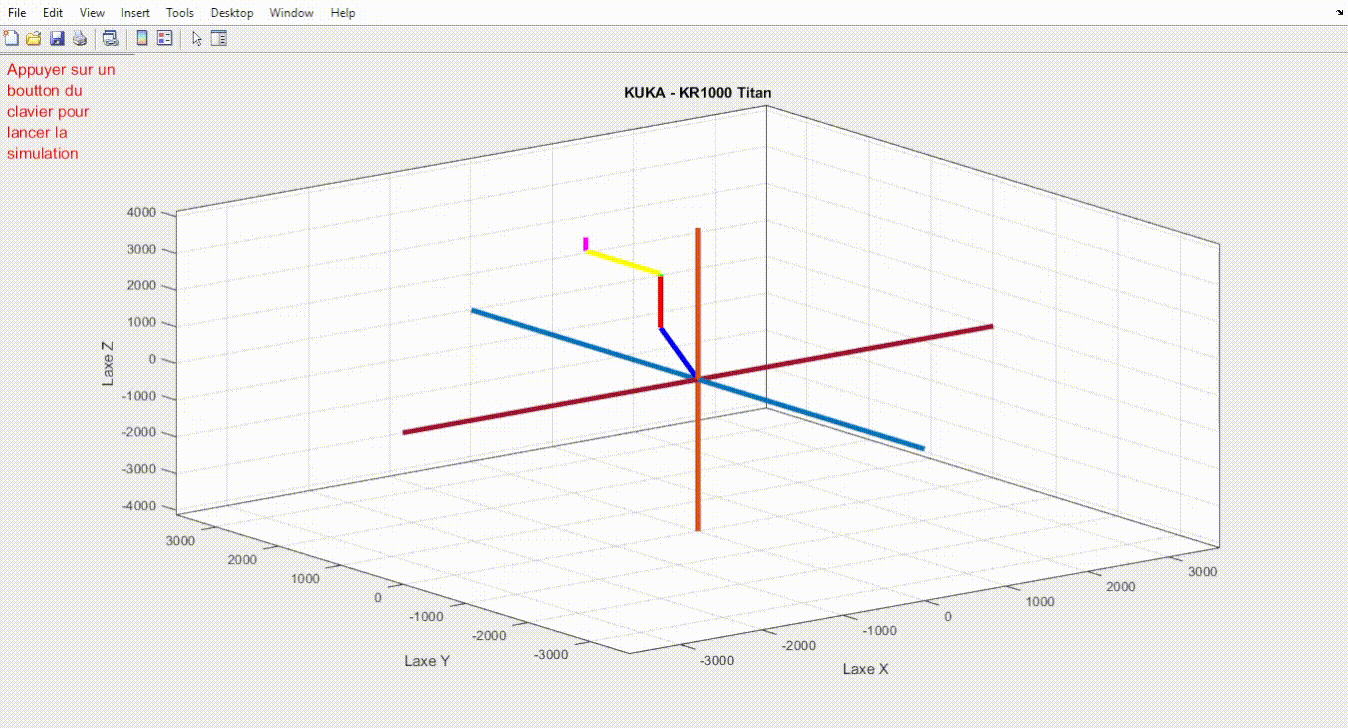 File Edit View Insert Tools Desktop Window Help
Appuyer sur un
boutton du
clavier pour
lancer la
simulation
KUKA - KR1000 Titan
4000
3000
2000
1000
0
-1000
-2000
-3000
-4000
Laxe Z
3000
2000
1000
0
-1000
-2000
-3000
Laxe Y
-3000
-2000
-1000
0
1000
2000
3000
Laxe X